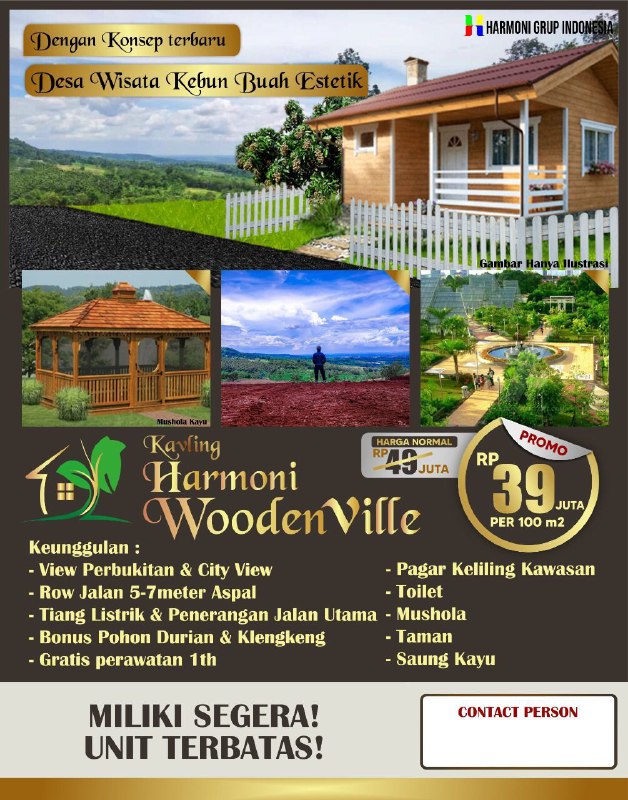 HARMONI GRUP INDONESIA
Dengan Konsep terbaru
Desa Wisata Kebun Buah Estetik
Gambar Hanya Ilustrasi
Mushola Kayu
Kavling
Harmoni
WoodenVille
HARGA NORMAL
RP 49 JUTA
PROMO
RP
39 JUTA
PER 100 m2
Keunggulan :
- View Perbukitan & City View
- Row Jalan 5-7meter Aspal
- Tiang Listrik & Penerangan Jalan Utama
- Bonus Pohon Durian & Klengkeng
- Gratis perawatan 1th
- Pagar Keliling Kawasan
- Toilet
- Mushola
- Taman
- Saung Kayu
MILIKI SEGERA!
UNIT TERBATAS!
CONTACT PERSON